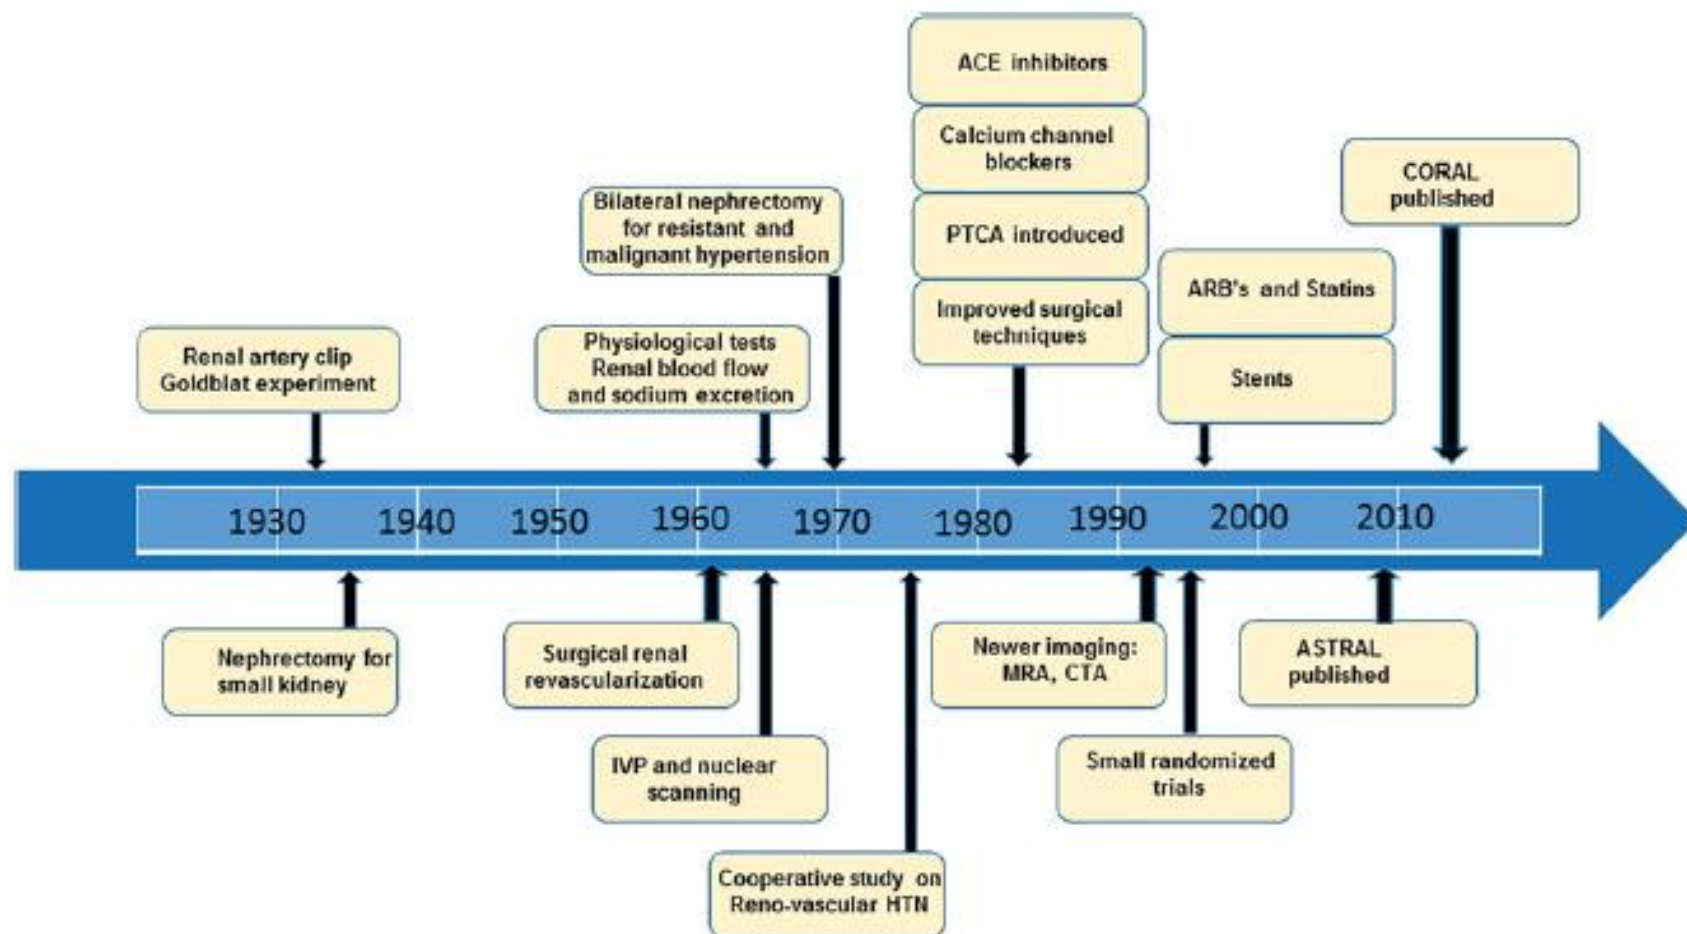 ACE inhibitors
Calcium channel
blockers
PTCA introduced
Improved surgical
techniques
CORAL
published
Bilateral nephrectomy
for resistant and
malignant hypertension
ARB's and Statins
Stents
Renal artery clip
Goldblat experiment
Physiological tests
Renal blood flow
and sodium excretion
1930
1940
1950
1960
1970
1980
1990
2000
2010
Nephrectomy for
small kidney
Surgical renal
revascularization
Newer imaging:
MRA, CTA
ASTRAL
published
IVP and nuclear
scanning
Small randomized
trials
Cooperative study on
Reno-vascular HTN